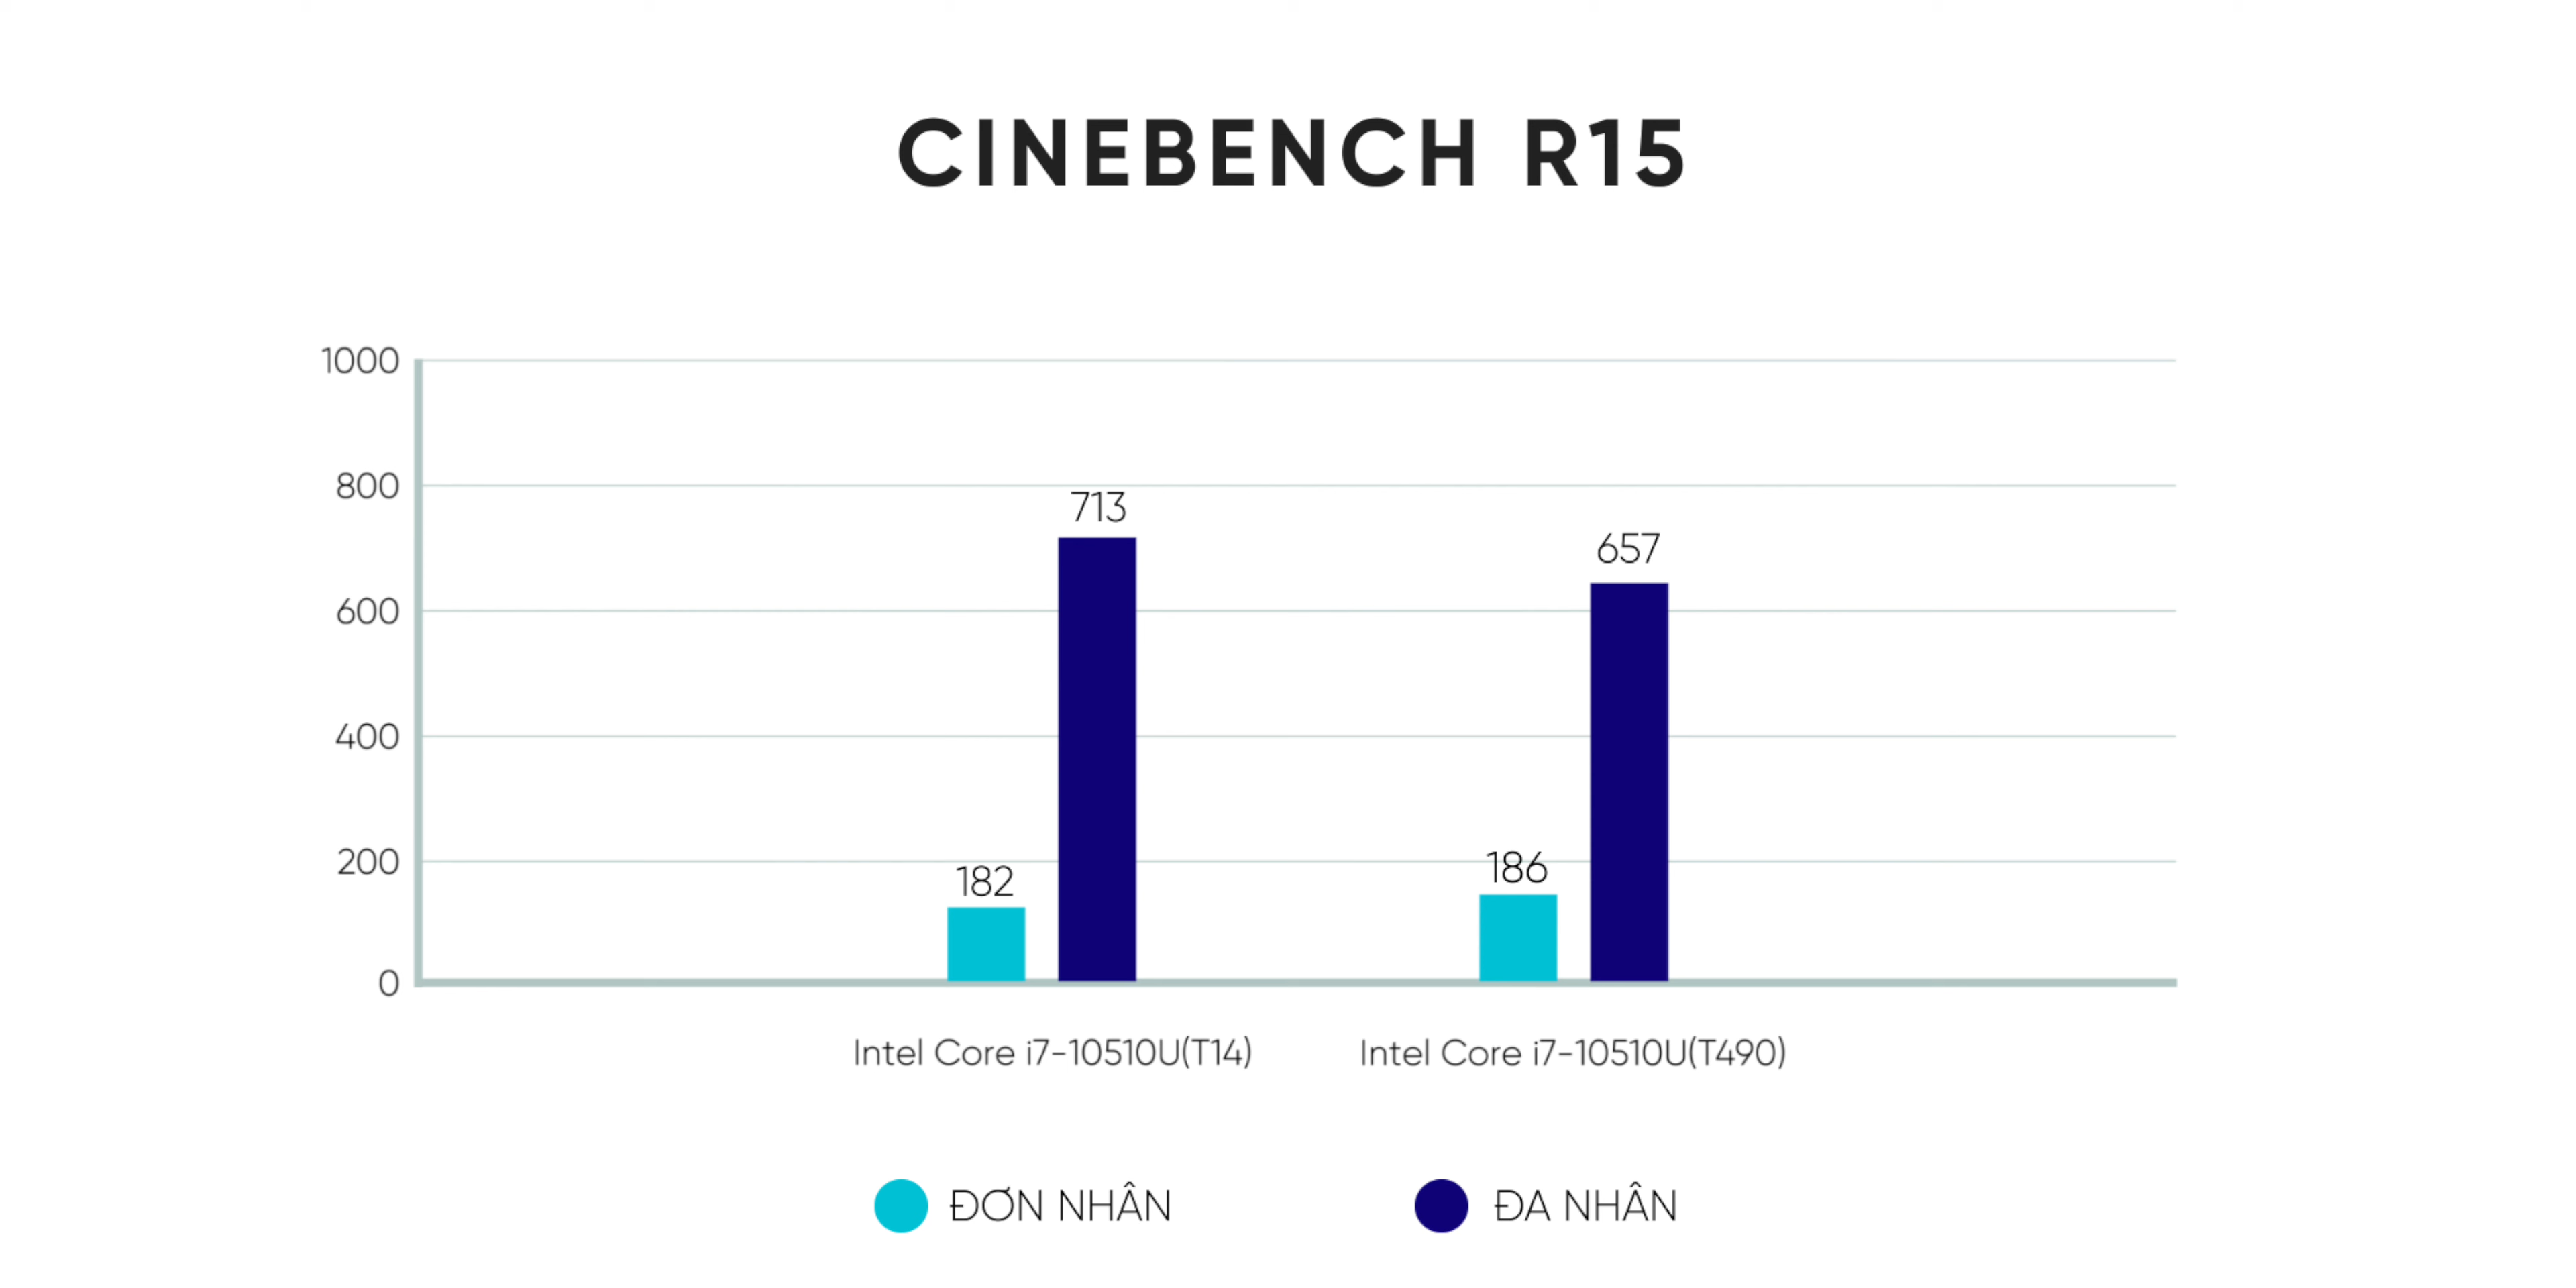 CINEBENCH R15
1000
800
713
657
600
400
200
182
186
0
Intel Core i7-10510U(T14)
Intel Core i7-10510U(T490)
ĐƠN NHÂN
ĐA NHÂN